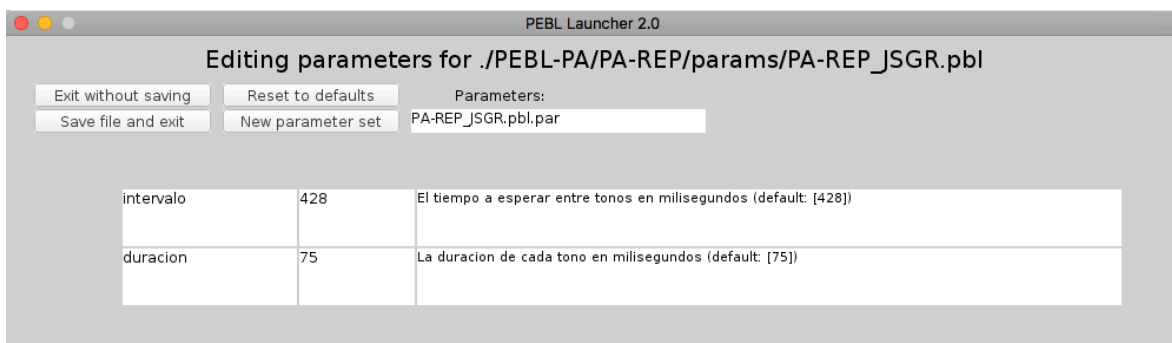 PEBL Launcher 2.0
Editing parameters for ./PEBL-PA/PA-REP/params/PA-REP_JSGR.pbl
Exit without saving Reset to defaults Parameters:
Save file and exit New parameter set PA-REP_JSGR.pbl.par
intervalo 428 El tiempo a esperar entre tonos en milisegundos (default: [428])
duracion 75 La duracion de cada tono en milisegundos (default: [75])